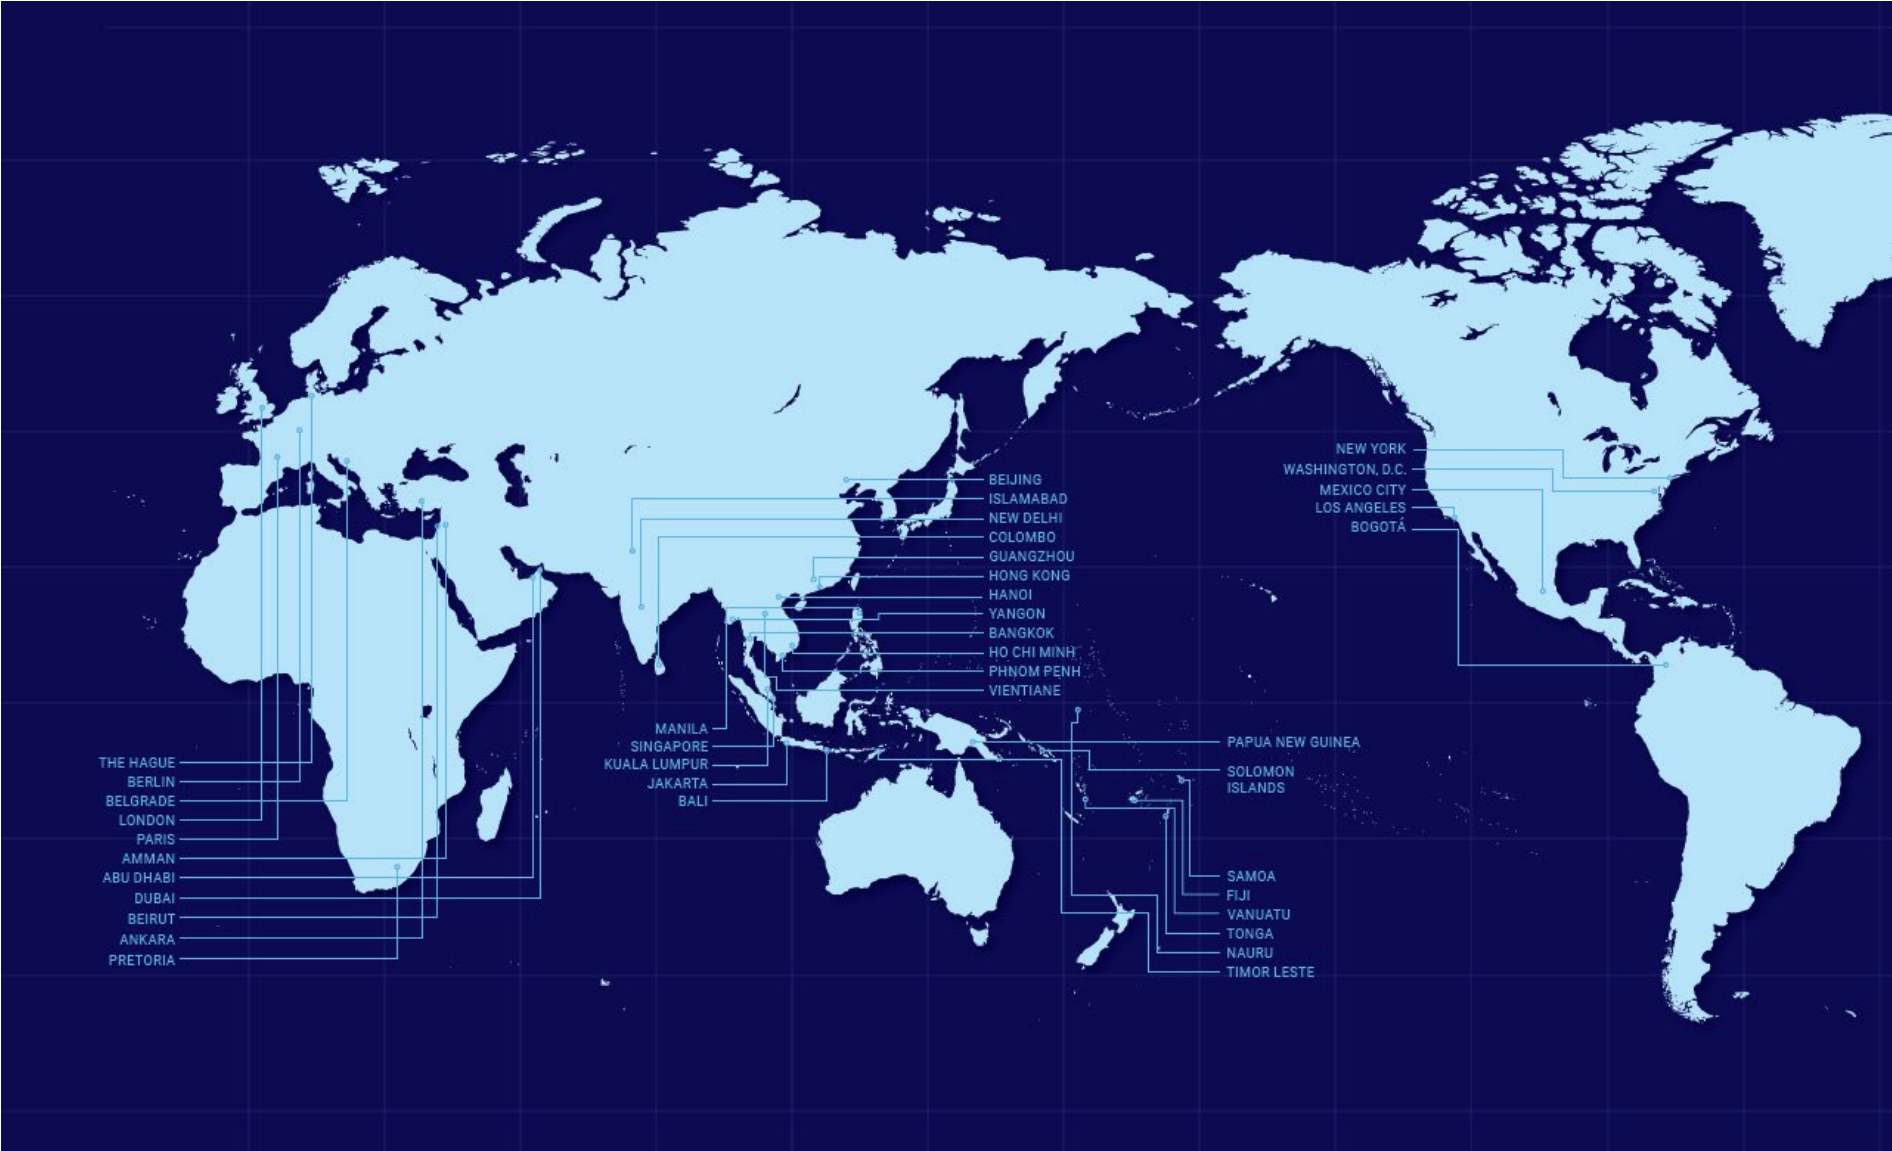 BEIJING
ISLAMABAD
NEW DELHI
COLOMBO
GUANGZHOU
HONG KONG
HANOI
YANGON
BANGKOK
HO CHI MINH
PHNOM PENH
VIENTIANE
NEW YORK
WASHINGTON, D.C.
MEXICO CITY
LOS ANGELES
BOGOTÁ
MANILA
SINGAPORE
KUALA LUMPUR
JAKARTA
BALI
THE HAGUE
BERLIN
BELGRADE
LONDON
PARIS
AMMAN
ABU DHABI
DUBAI
BEIRUT
ANKARA
PRETORIA
PAPUA NEW GUINEA
SOLOMON
ISLANDS
SAMOA
FIJI
VANUATU
TONGA
NAURU
TIMOR LESTE